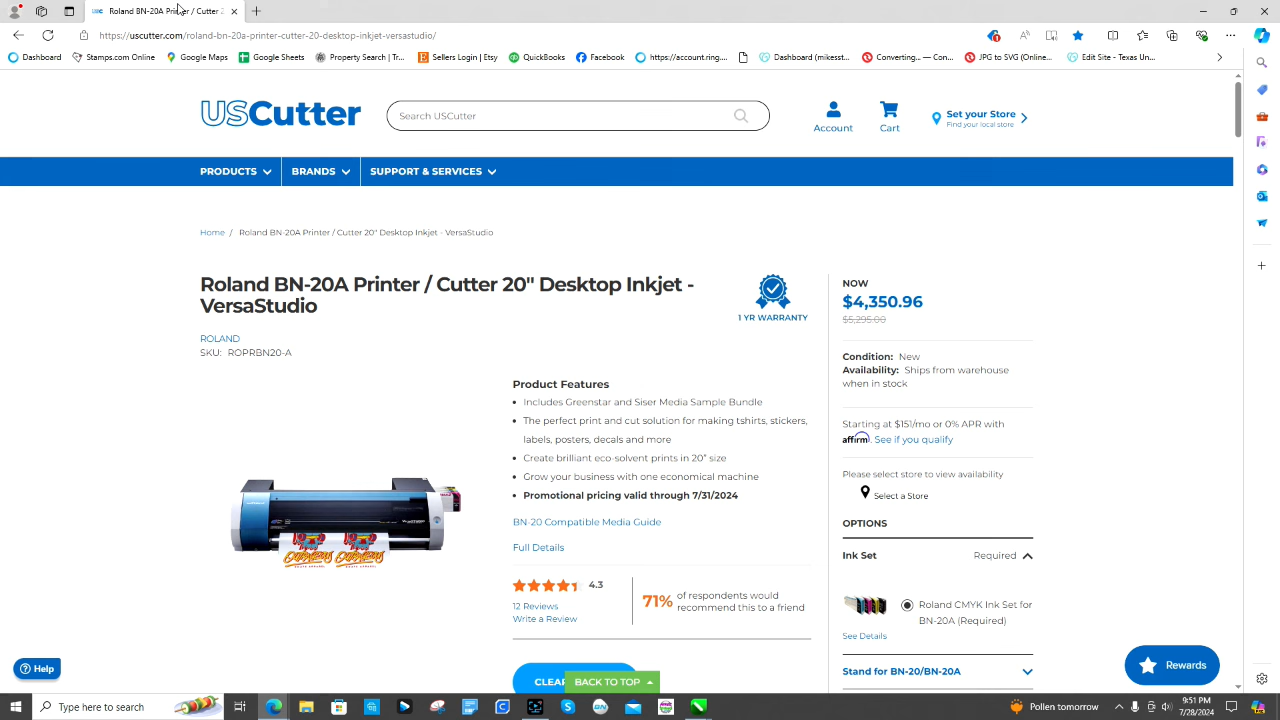 Roland BN-20A Printer / Cutter 2
https://uscutter.com/roland-bn-20a-printer-cutter-20-desktop-inkjet-versastudio/
Dashboard
Stamps.com Online
Google Maps
Google Sheets
Property Search | Tr...
Sellers Login | Etsy
QuickBooks
Facebook
https://account.ring....
Dashboard (mikesst...
Converting... — Con...
JPG to SVG (Online...
Edit Site - Texas Un...
USCutter
Search USCutter
Account
Cart
Set your Store
Find your local store
PRODUCTS
BRANDS
SUPPORT & SERVICES
Home / Roland BN-20A Printer / Cutter 20" Desktop Inkjet - VersaStudio
Roland BN-20A Printer / Cutter 20" Desktop Inkjet -
VersaStudio
1 YR WARRANTY
ROLAND
SKU: ROPRBN20-A
NOW
$4,350.96
$5,295.00
Condition: New
Availability: Ships from warehouse
when in stock
Product Features
• Includes Greenstar and Siser Media Sample Bundle
• The perfect print and cut solution for making tshirts, stickers,
labels, posters, decals and more
• Create brilliant eco-solvent prints in 20” size
• Grow your business with one economical machine
• Promotional pricing valid through 7/31/2024
BN-20 Compatible Media Guide
Full Details
4.3
12 Reviews
Write a Review
71%
of respondents would
recommend this to a friend
Starting at $151/mo or 0% APR with
affirm. See if you qualify
Please select store to view availability
Select a Store
OPTIONS
Ink Set
Required
Roland CMYK Ink Set for
BN-20A (Required)
See Details
Stand for BN-20/BN-20A
Help
CLEAR
BACK TO TOP
Rewards
Type here to search
Pollen tomorrow
9:51 PM
7/28/2024